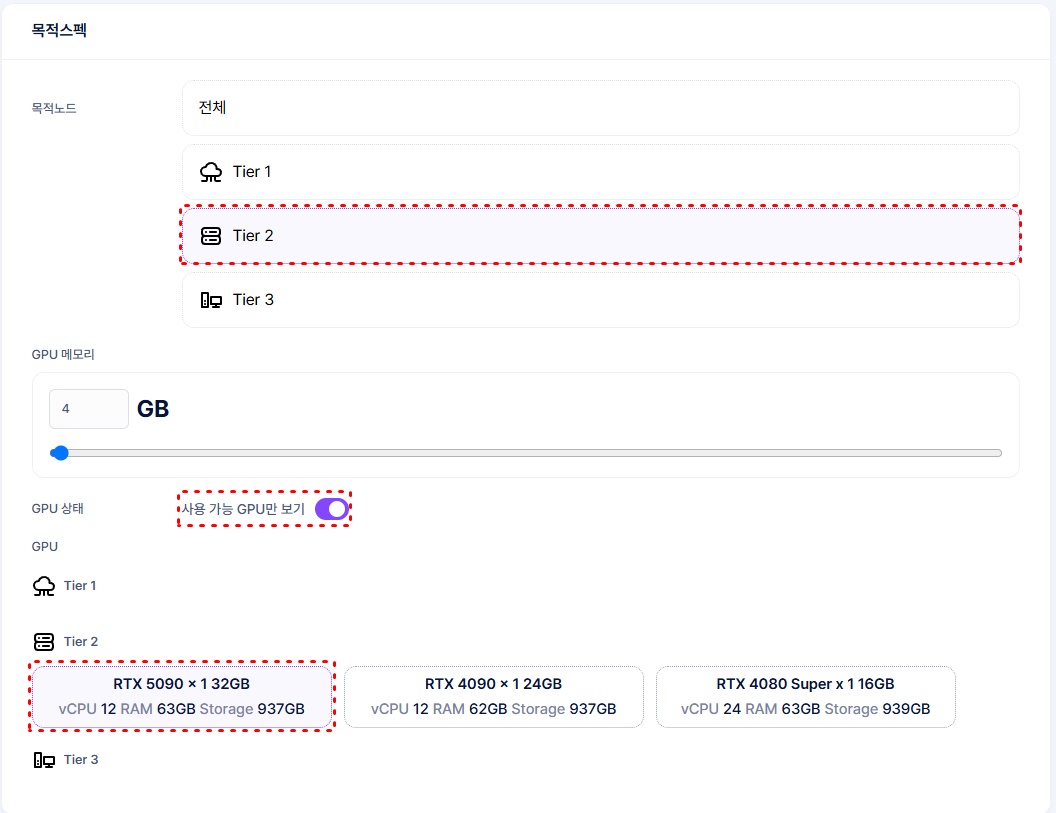 목적스펙
목적노드
전체
Tier 1
Tier 2
Tier 3
GPU 메모리
4 GB
GPU 상태 사용 가능 GPU만 보기
GPU
Tier 1
Tier 2
RTX 5090 × 1 32GB
vCPU 12 RAM 63GB Storage 937GB
RTX 4090 × 1 24GB
vCPU 12 RAM 62GB Storage 937GB
RTX 4080 Super x 1 16GB
vCPU 24 RAM 63GB Storage 939GB
Tier 3